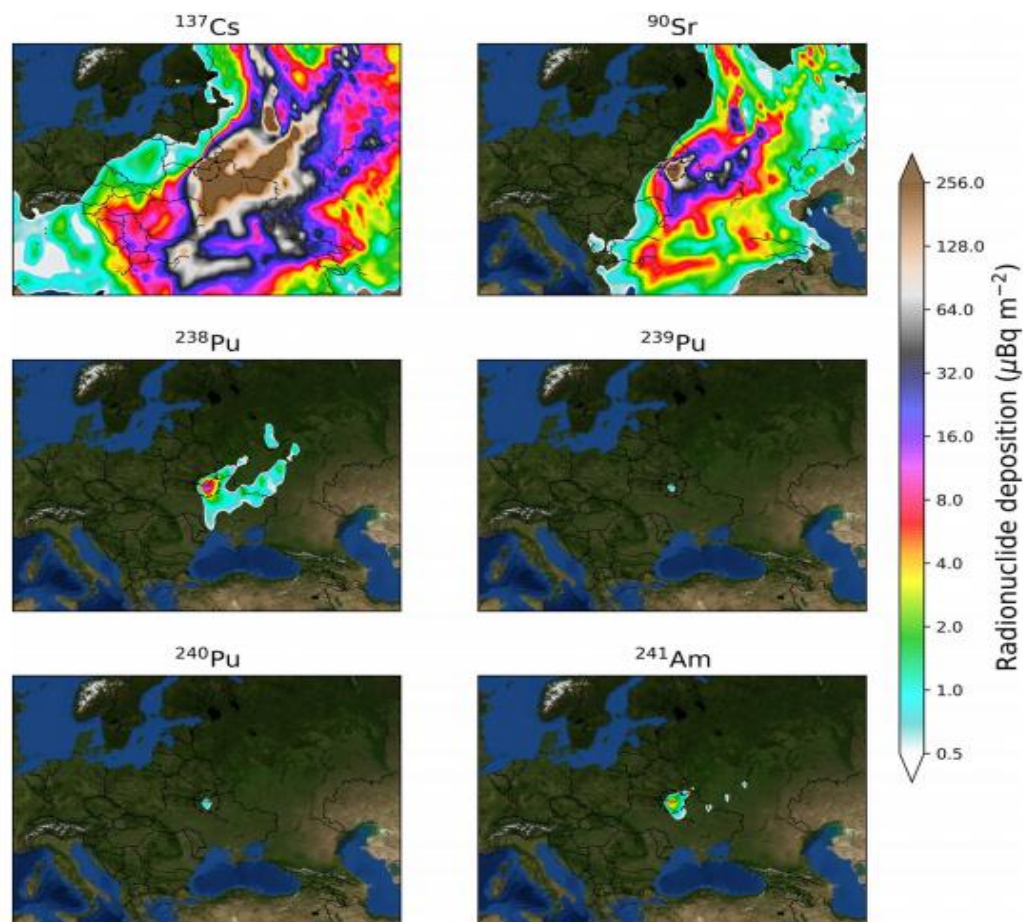 ¹³⁷Cs
⁹⁰Sr
²³⁸Pu
²³⁹Pu
²⁴⁰Pu
²⁴¹Am
256.0
128.0
64.0
32.0
16.0
8.0
4.0
2.0
1.0
0.5
Radionuclide deposition (μBq m⁻²)